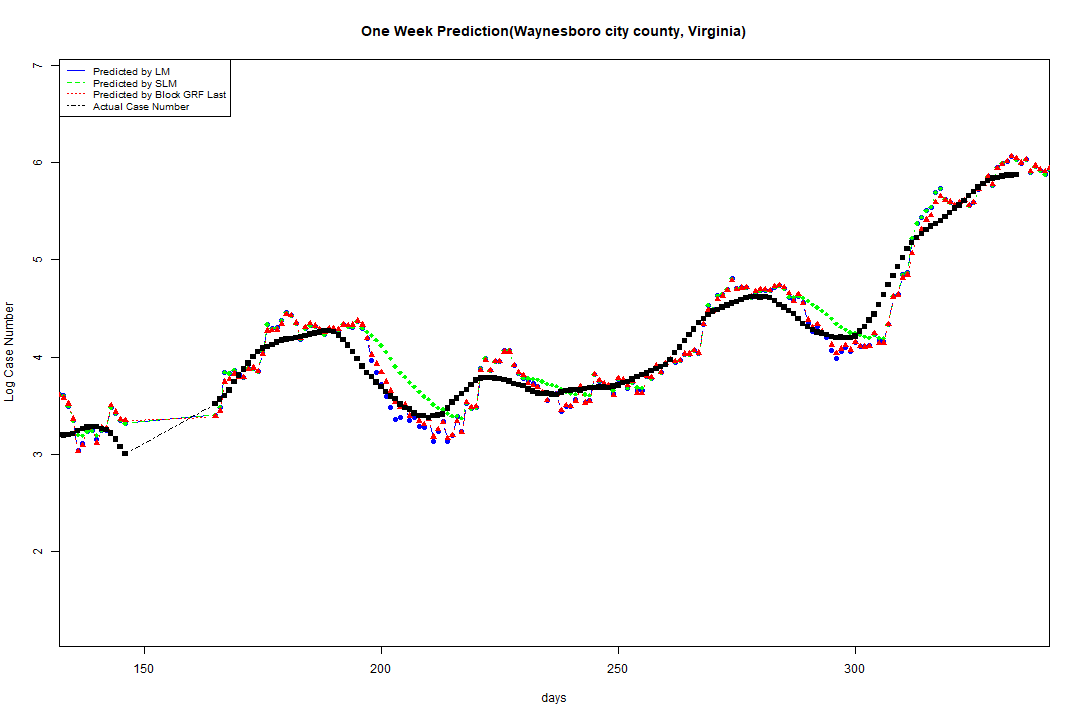 One Week Prediction(Waynesboro city county, Virginia)
Predicted by LM
Predicted by SLM
Predicted by Block GRF Last
Actual Case Number
7
6
5
4
3
2
Log Case Number
150 200 250 300
days